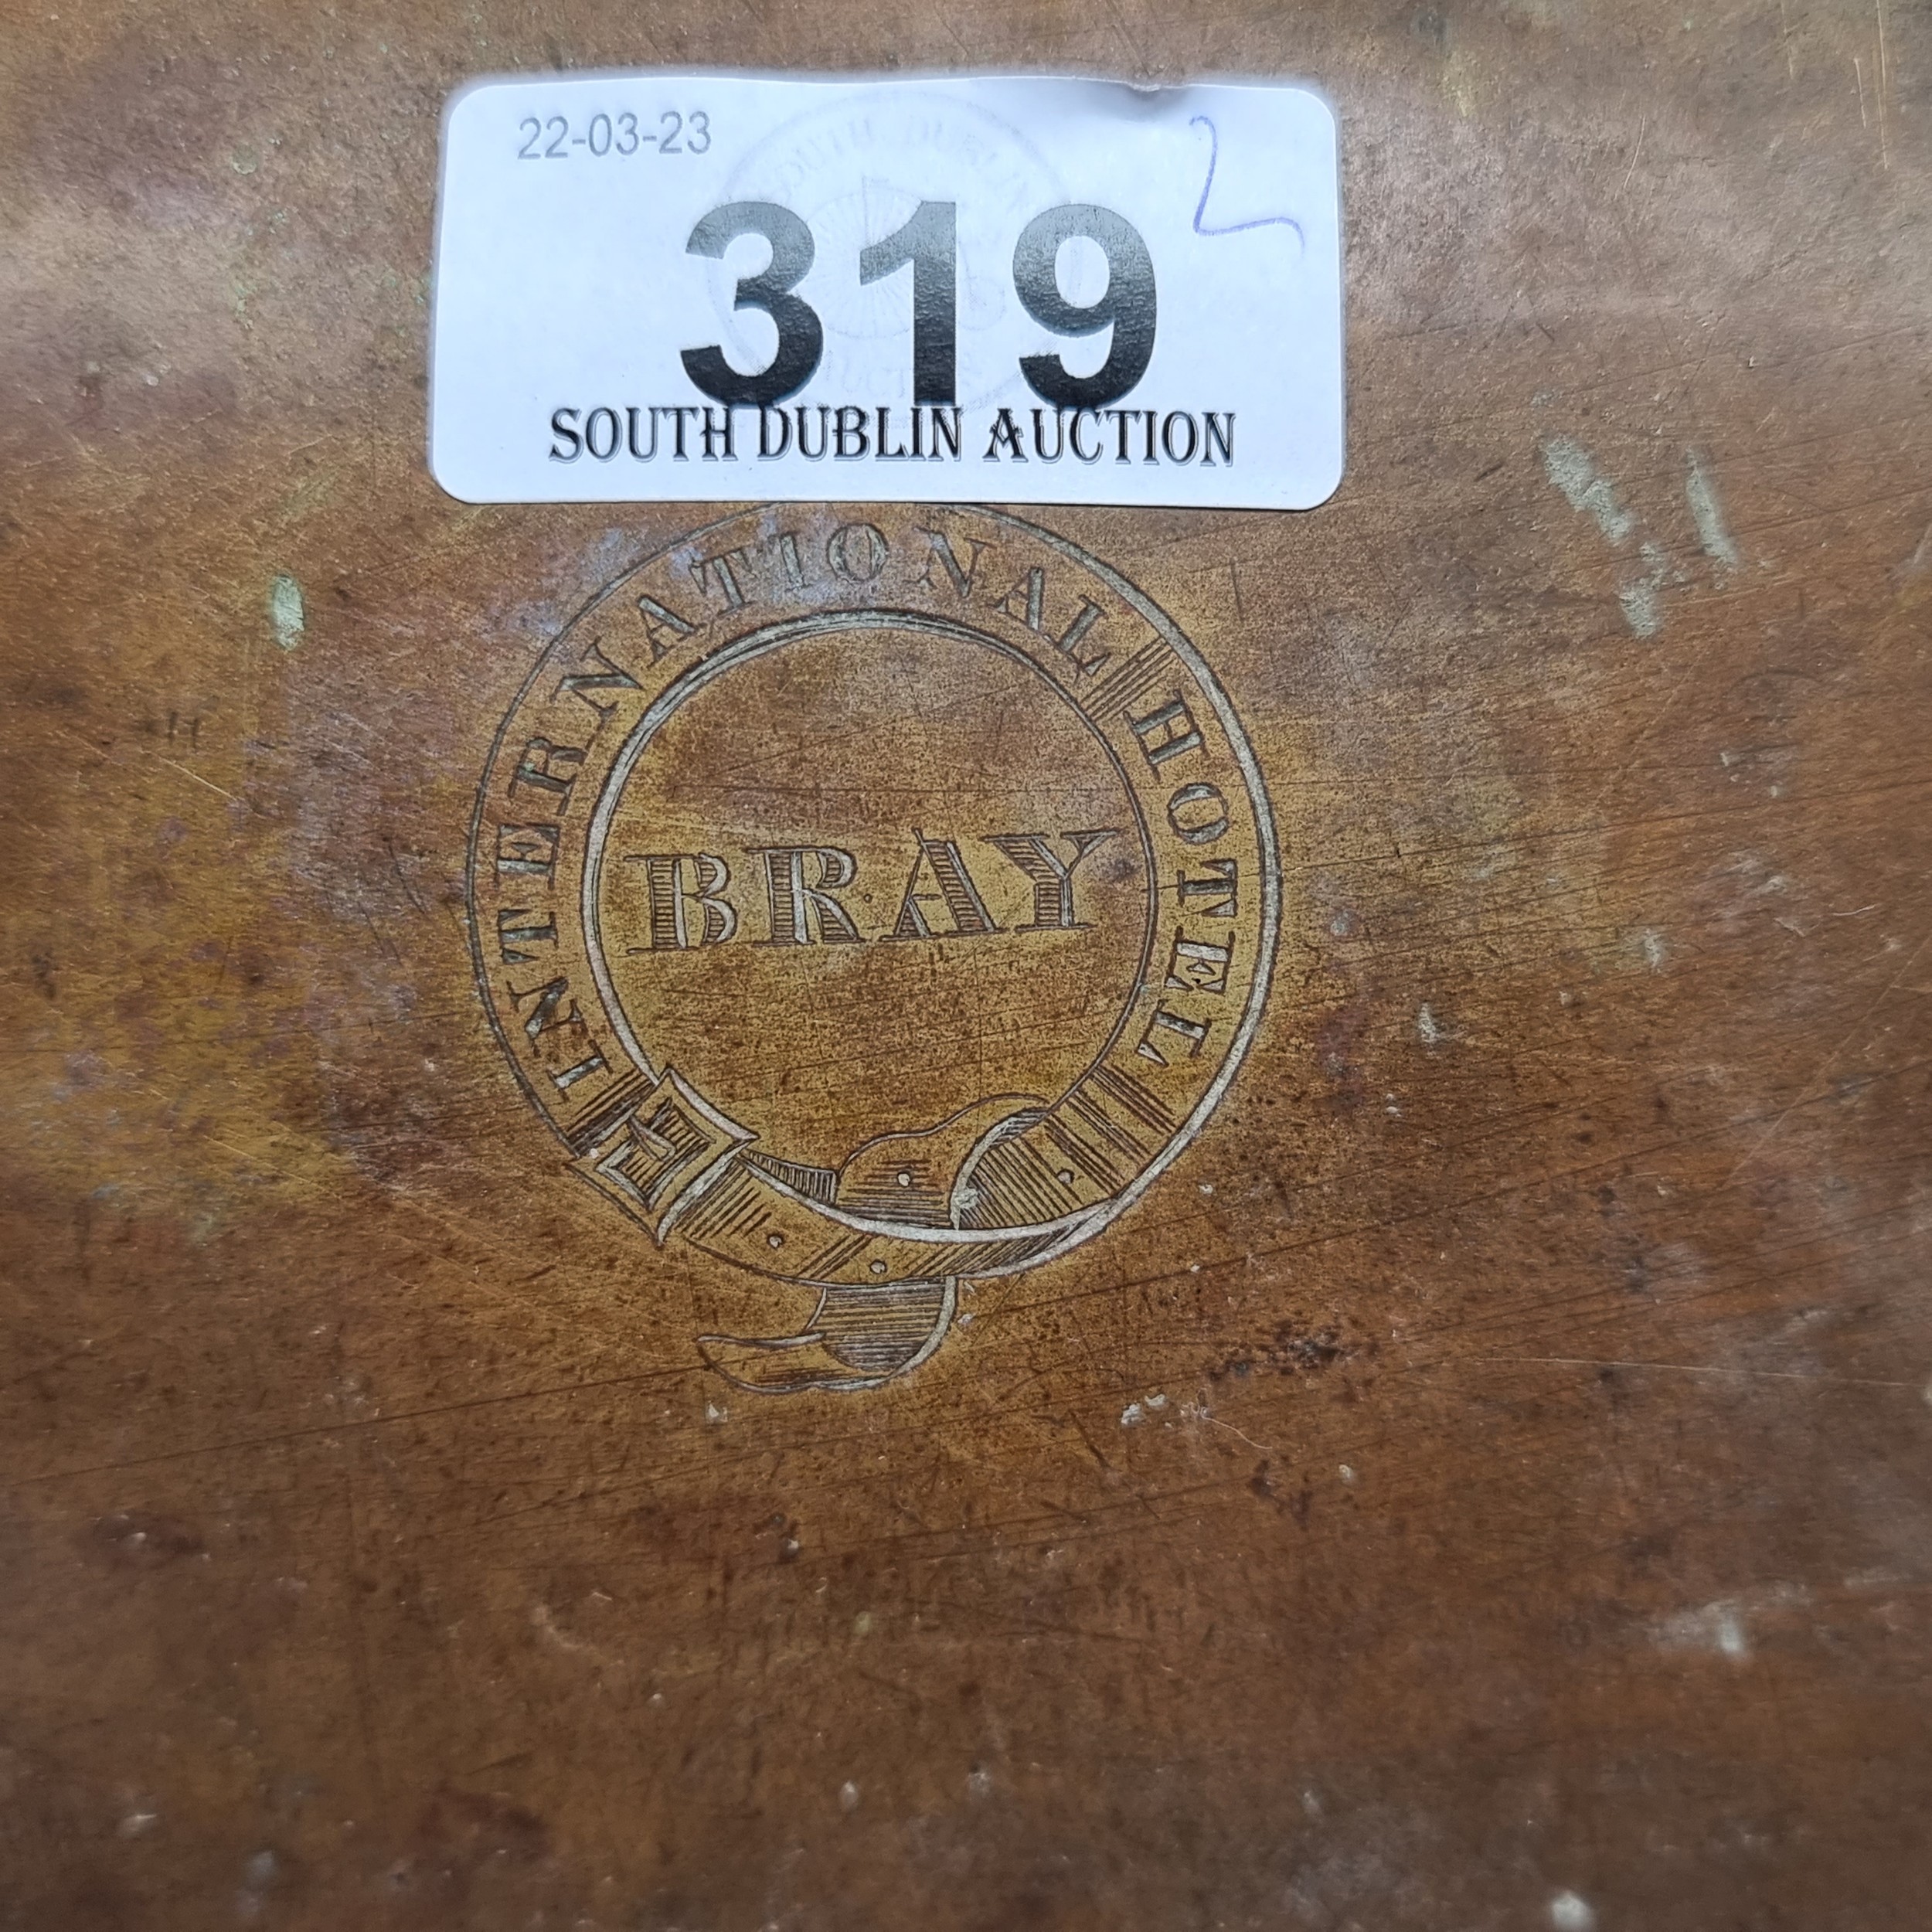 22-03-23
319
SOUTH DUBLIN AUCTION
INTERNATIONAL HOTEL
BRAY